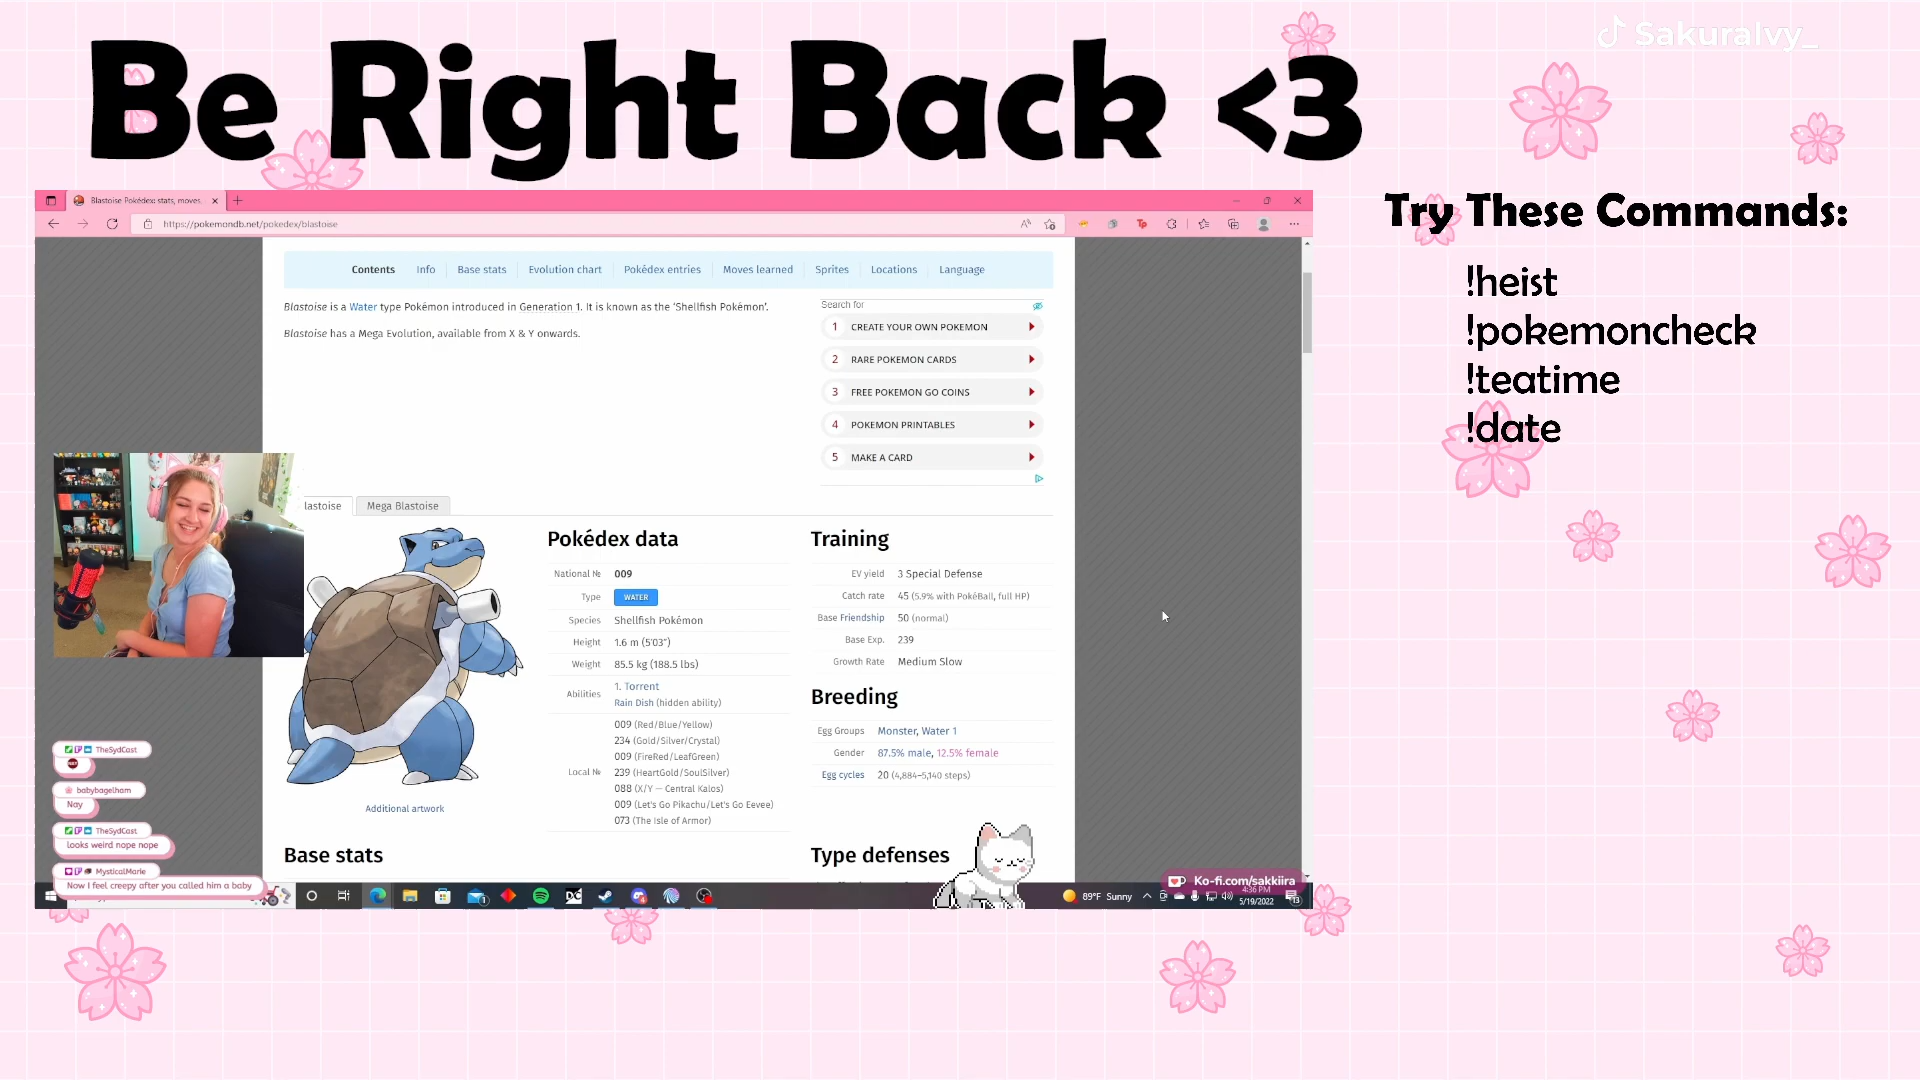 SakuraIvy_
Be Right Back <3
Try These Commands:
!heist
!pokemoncheck
!teatime
!date
Blastoise Pokédex: stats, moves
https://pokemondb.net/pokedex/blastoise
Contents Info Base stats Evolution chart Pokédex entries Moves learned Sprites Locations Language
Blastoise is a Water type Pokémon introduced in Generation 1. It is known as the 'Shellfish Pokémon'.
Blastoise has a Mega Evolution, available from X & Y onwards.
Search for
1 CREATE YOUR OWN POKEMON
2 RARE POKEMON CARDS
3 FREE POKEMON GO COINS
4 POKEMON PRINTABLES
5 MAKE A CARD
lastoise Mega Blastoise
Pokédex data
National № 009
Type WATER
Species Shellfish Pokémon
Height 1.6 m (5'03")
Weight 85.5 kg (188.5 lbs)
Abilities 1. Torrent
Rain Dish (hidden ability)
Local № 009 (Red/Blue/Yellow)
234 (Gold/Silver/Crystal)
009 (FireRed/LeafGreen)
239 (HeartGold/SoulSilver)
088 (X/Y — Central Kalos)
009 (Let's Go Pikachu/Let's Go Eevee)
073 (The Isle of Armor)
Training
EV yield 3 Special Defense
Catch rate 45 (5.9% with PokéBall, full HP)
Base Friendship 50 (normal)
Base Exp. 239
Growth Rate Medium Slow
Breeding
Egg Groups Monster, Water 1
Gender 87.5% male, 12.5% female
Egg cycles 20 (4,884–5,140 steps)
Additional artwork
Base stats
Type defenses
TheSydCast
babybagelham
Nay
TheSydCast
looks weird nope nope
MysticalMarie
Now I feel creepy after you called him a baby
Ko-fi.com/sakkiira
89°F Sunny
4:36 PM
5/19/2022